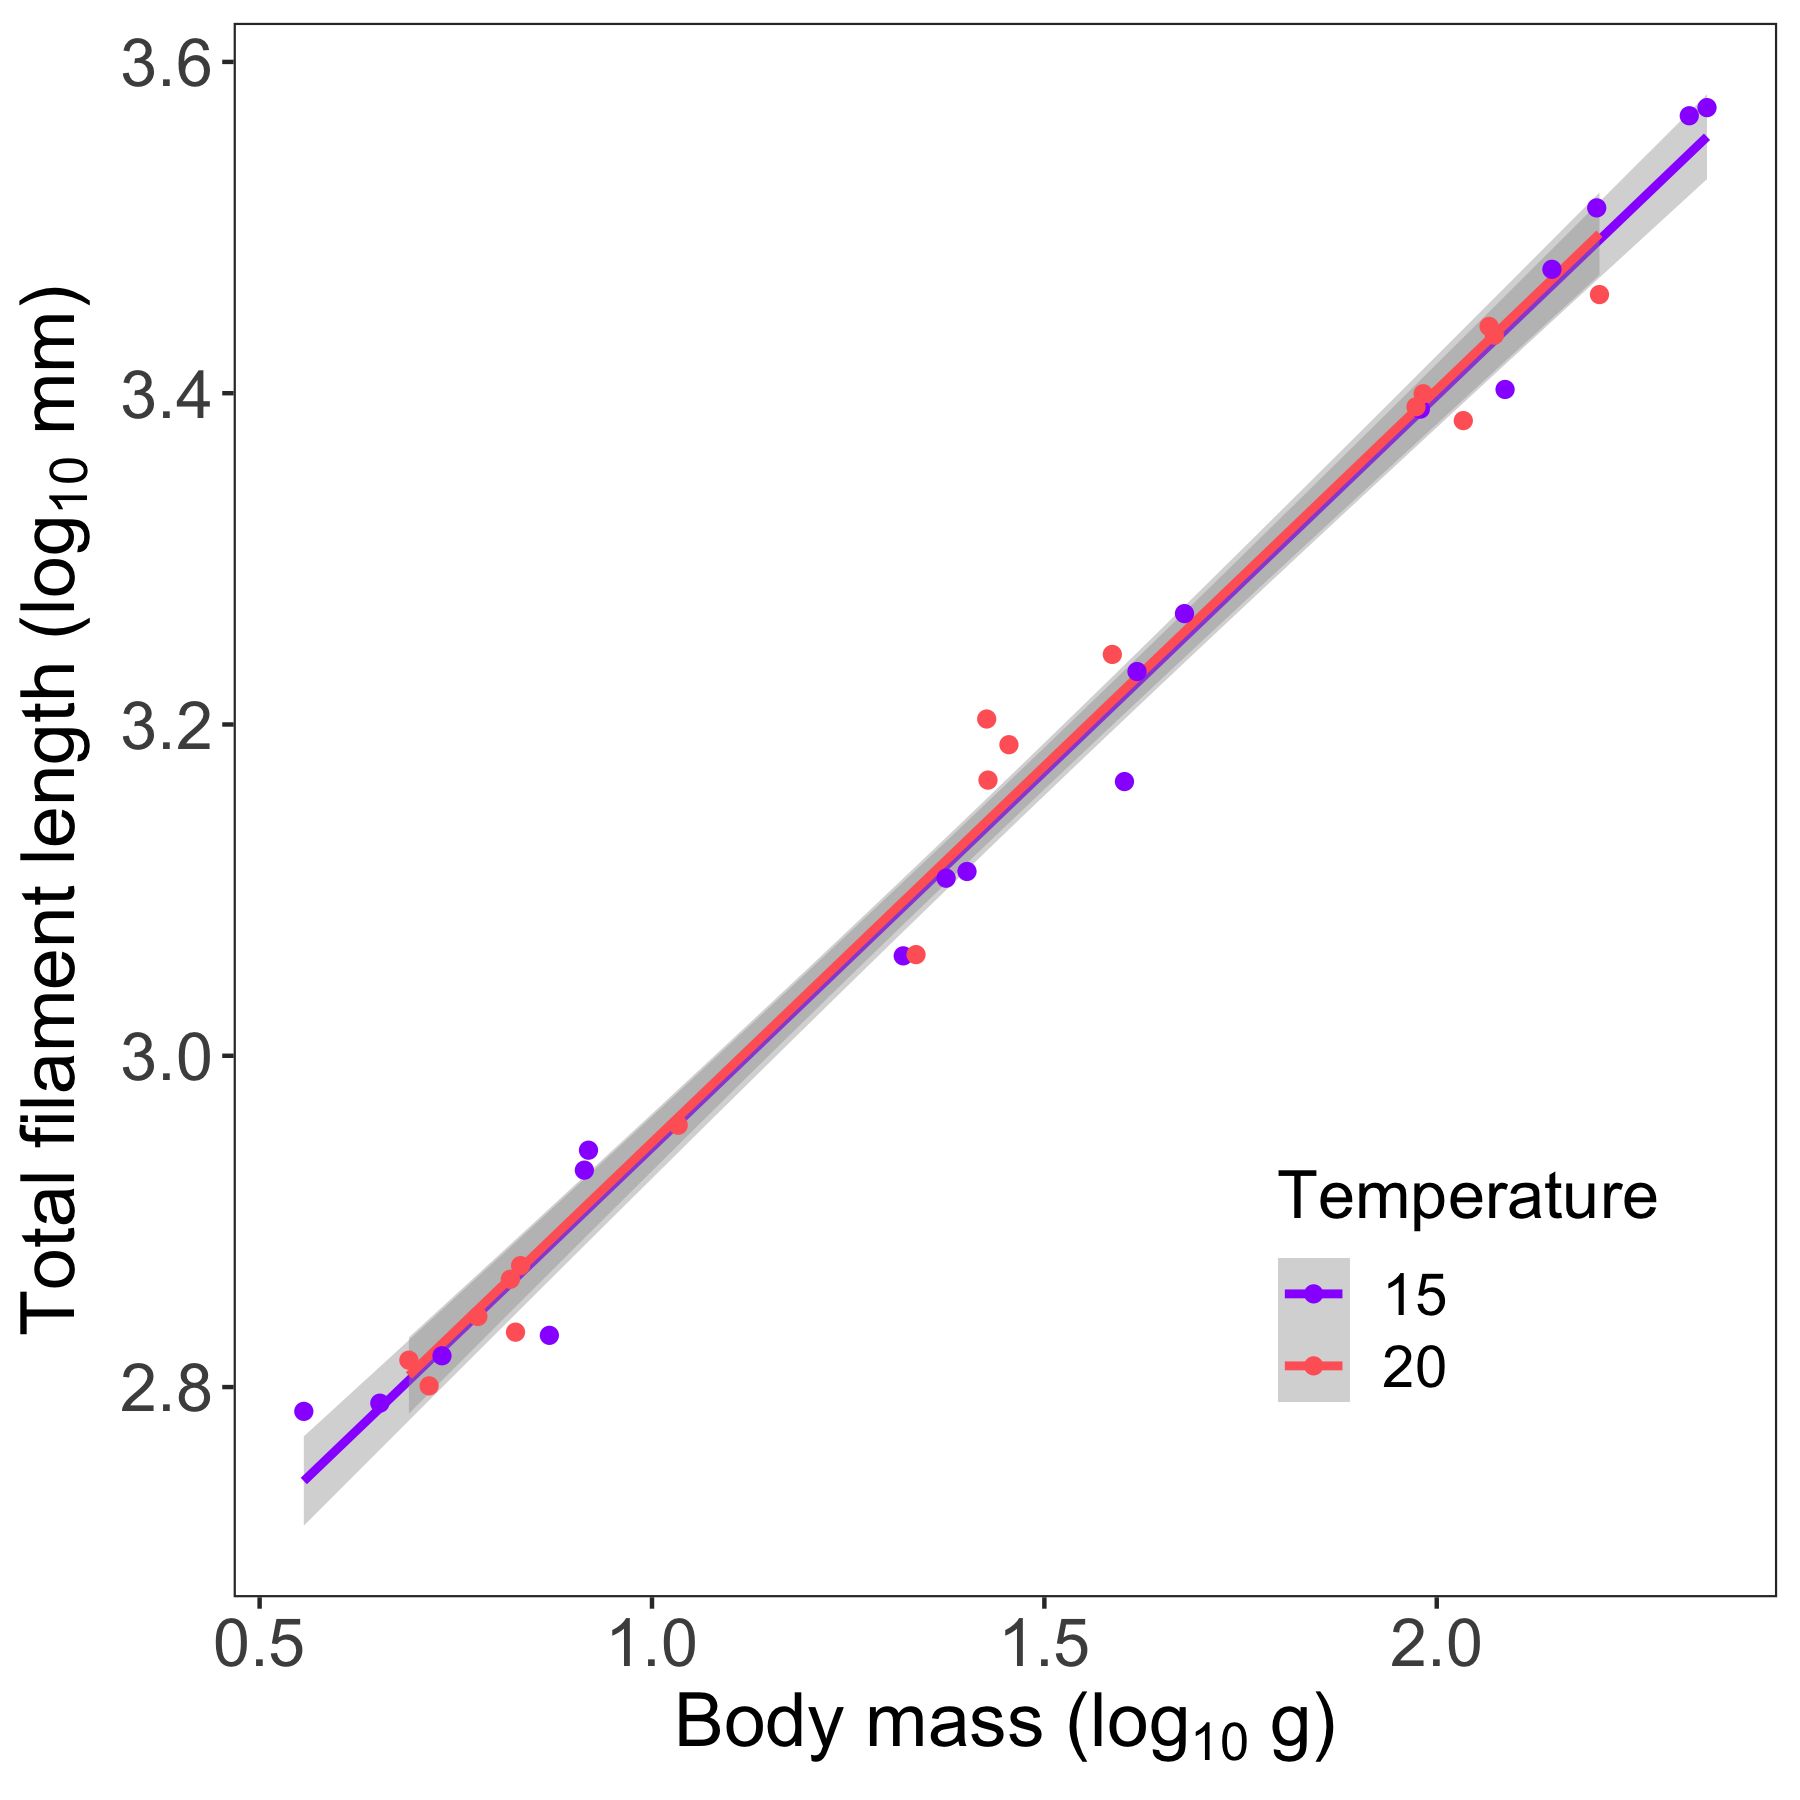 Total filament length (log₁₀ mm)
3.6
3.4
3.2
3.0
2.8
Temperature
15
20
0.5 1.0 1.5 2.0
Body mass (log₁₀ g)